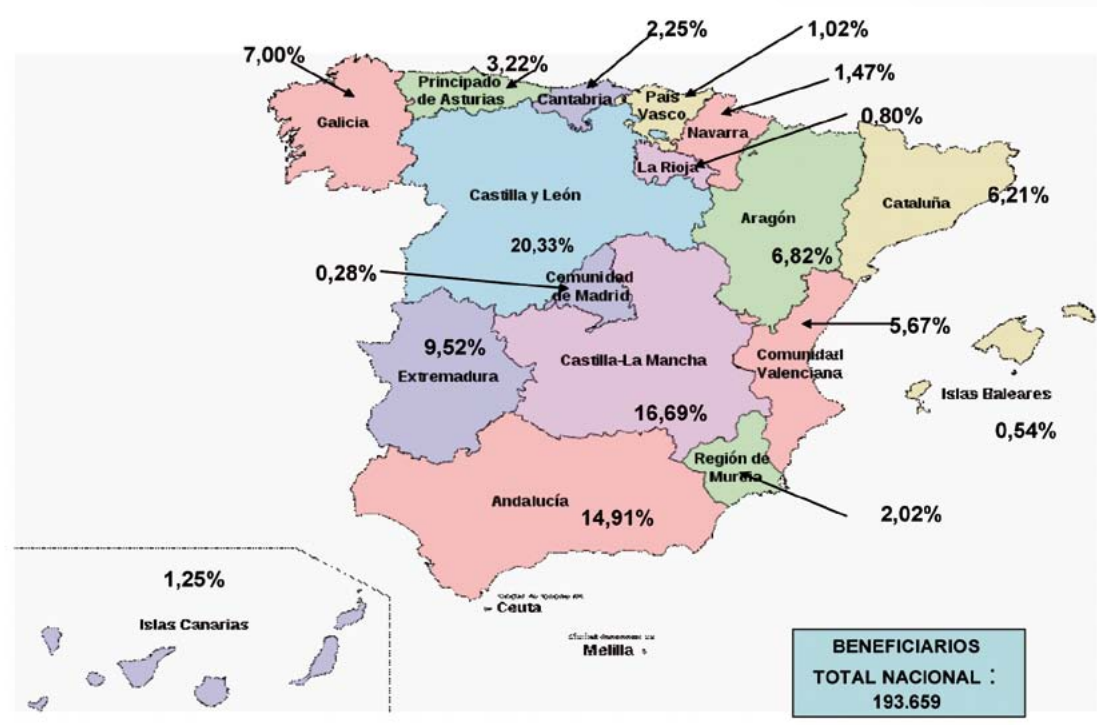 2,25%
1,02%
7,00%
3,22%
1,47%
Principado
de Asturias
Cantabria
País
Vasco
0,80%
Galicia
Navarra
La Rioja
Castilla y León
6,21%
Cataluña
Aragón
20,33%
6,82%
0,28%
Comunidad
de Madrid
5,67%
9,52%
Castilla-La Mancha
Comunidad
Valenciana
Extremadura
Islas Baleares
16,69%
0,54%
Región de
Murcia
Andalucía
14,91%
2,02%
1,25%
Ceuta
Islas Canarias
Melilla
BENEFICIARIOS
TOTAL NACIONAL :
193.659